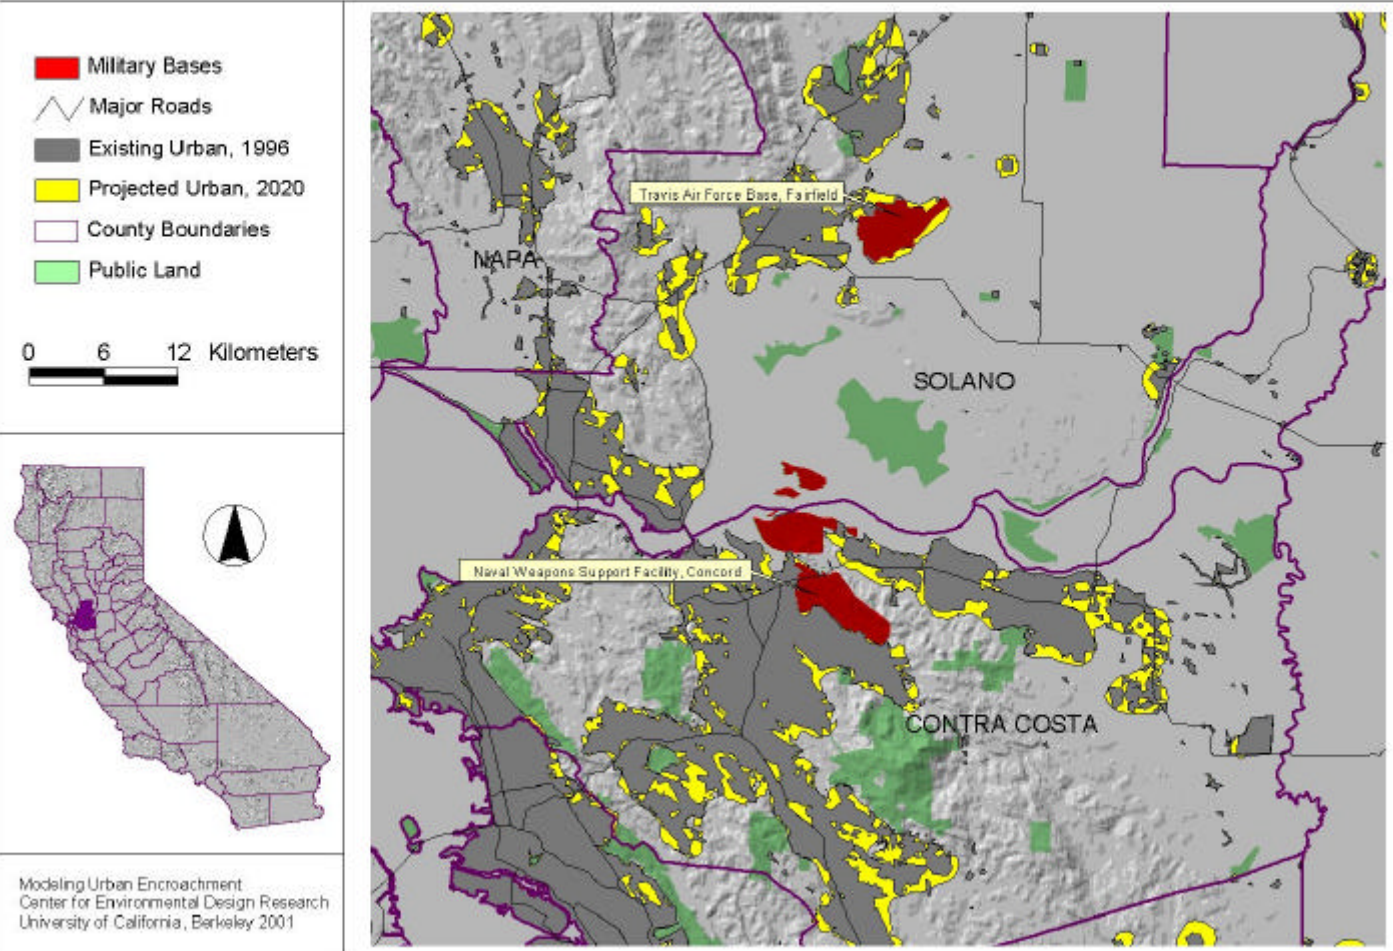 Military Bases
Major Roads
Existing Urban, 1996
Projected Urban, 2020
County Boundaries
Public Land
0 6 12 Kilometers
Modeling Urban Encroachment
Center for Environmental Design Research
University of California, Berkeley 2001
Travis Air Force Base, Fairfield
NAPA
SOLANO
Naval Weapons Support Facility, Concord
CONTRA COSTA